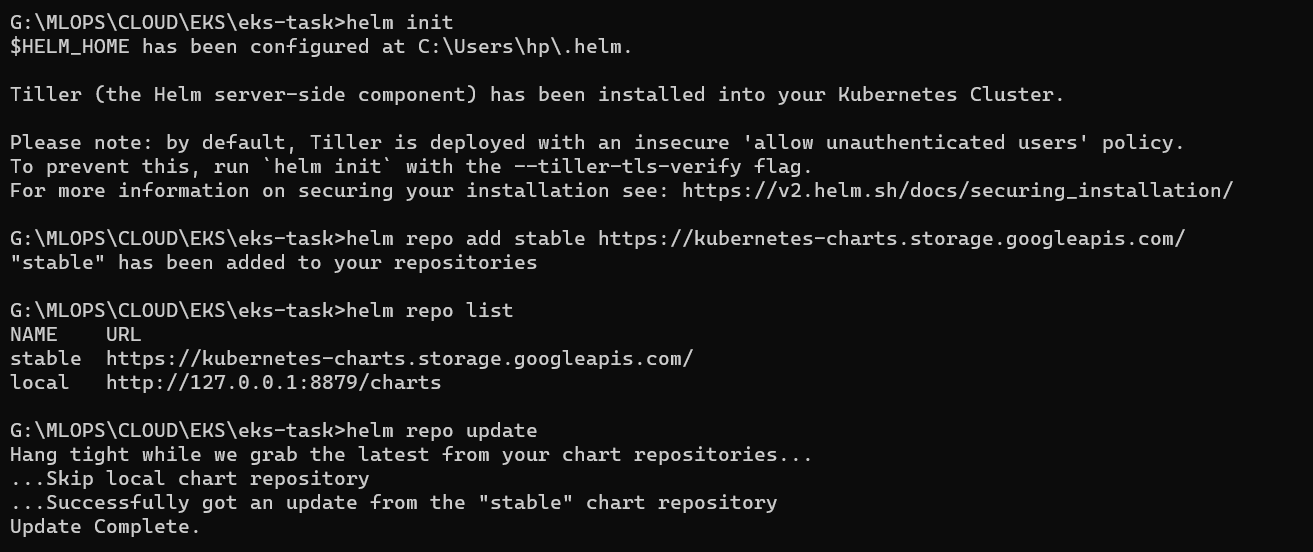 G:\MLOPS\CLOUD\EKS\eks-task>helm init
$HELM_HOME has been configured at C:\Users\hp\.helm.
Tiller (the Helm server-side component) has been installed into your Kubernetes Cluster.
Please note: by default, Tiller is deployed with an insecure 'allow unauthenticated users' policy.
To prevent this, run `helm init` with the --tiller-tls-verify flag.
For more information on securing your installation see: https://v2.helm.sh/docs/securing_installation/
G:\MLOPS\CLOUD\EKS\eks-task>helm repo add stable https://kubernetes-charts.storage.googleapis.com/
"stable" has been added to your repositories
G:\MLOPS\CLOUD\EKS\eks-task>helm repo list
NAME    URL
stable  https://kubernetes-charts.storage.googleapis.com/
local   http://127.0.0.1:8879/charts
G:\MLOPS\CLOUD\EKS\eks-task>helm repo update
Hang tight while we grab the latest from your chart repositories...
...Skip local chart repository
...Successfully got an update from the "stable" chart repository
Update Complete.